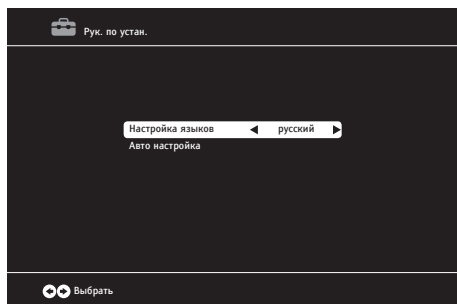 Рук. по устан.
Настройка языков русский
Авто настройка
Выбрать